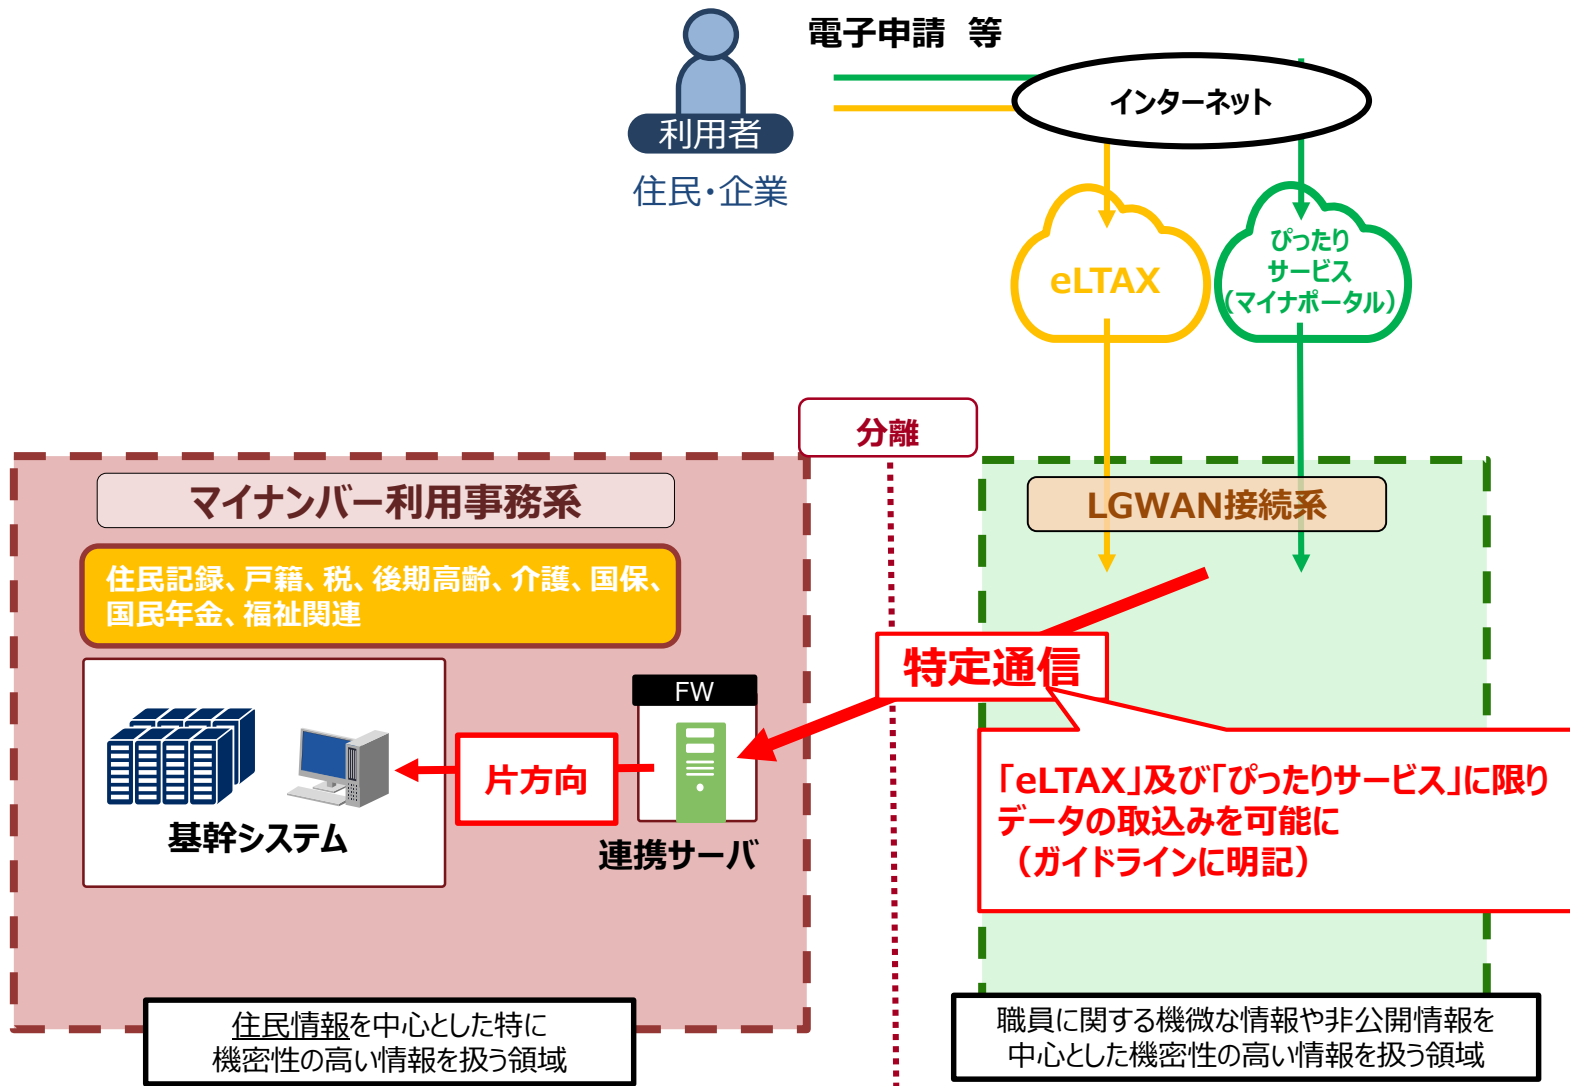 電子申請 等
利用者
住民・企業
インターネット
eLTAX
ぴったり
サービス
（マイナポータル）
分離
マイナンバー利用事務系
住民記録、戸籍、税、後期高齢、介護、国保、
国民年金、福祉関連
LGWAN接続系
特定通信
FW
片方向
基幹システム
連携サーバ
「eLTAX」及び「ぴったりサービス」に限り
データの取込みを可能に
（ガイドラインに明記）
住民情報を中心とした特に
機密性の高い情報を扱う領域
職員に関する機微な情報や非公開情報を
中心とした機密性の高い情報を扱う領域